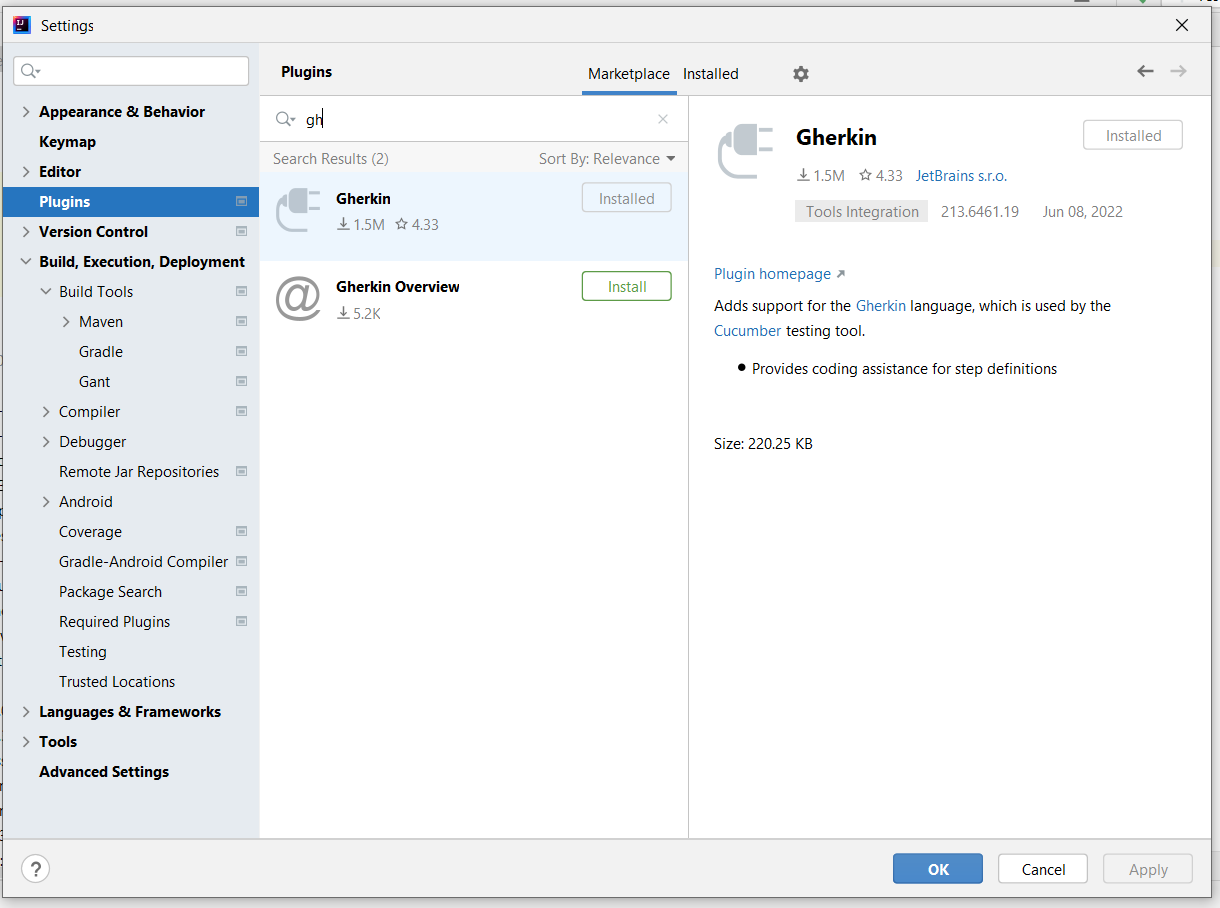 Settings
Appearance & Behavior
Keymap
Editor
Plugins
Version Control
Build, Execution, Deployment
Build Tools
Maven
Gradle
Gant
Compiler
Debugger
Remote Jar Repositories
Android
Coverage
Gradle-Android Compiler
Package Search
Required Plugins
Testing
Trusted Locations
Languages & Frameworks
Tools
Advanced Settings
Plugins
Marketplace Installed
gh
Search Results (2) Sort By: Relevance
Gherkin Installed
1.5M 4.33
Gherkin Overview Install
5.2K
Gherkin Installed
1.5M 4.33 JetBrains s.r.o.
Tools Integration 213.6461.19 Jun 08, 2022
Plugin homepage ↗
Adds support for the Gherkin language, which is used by the
Cucumber testing tool.
● Provides coding assistance for step definitions
Size: 220.25 KB
? OK Cancel Apply